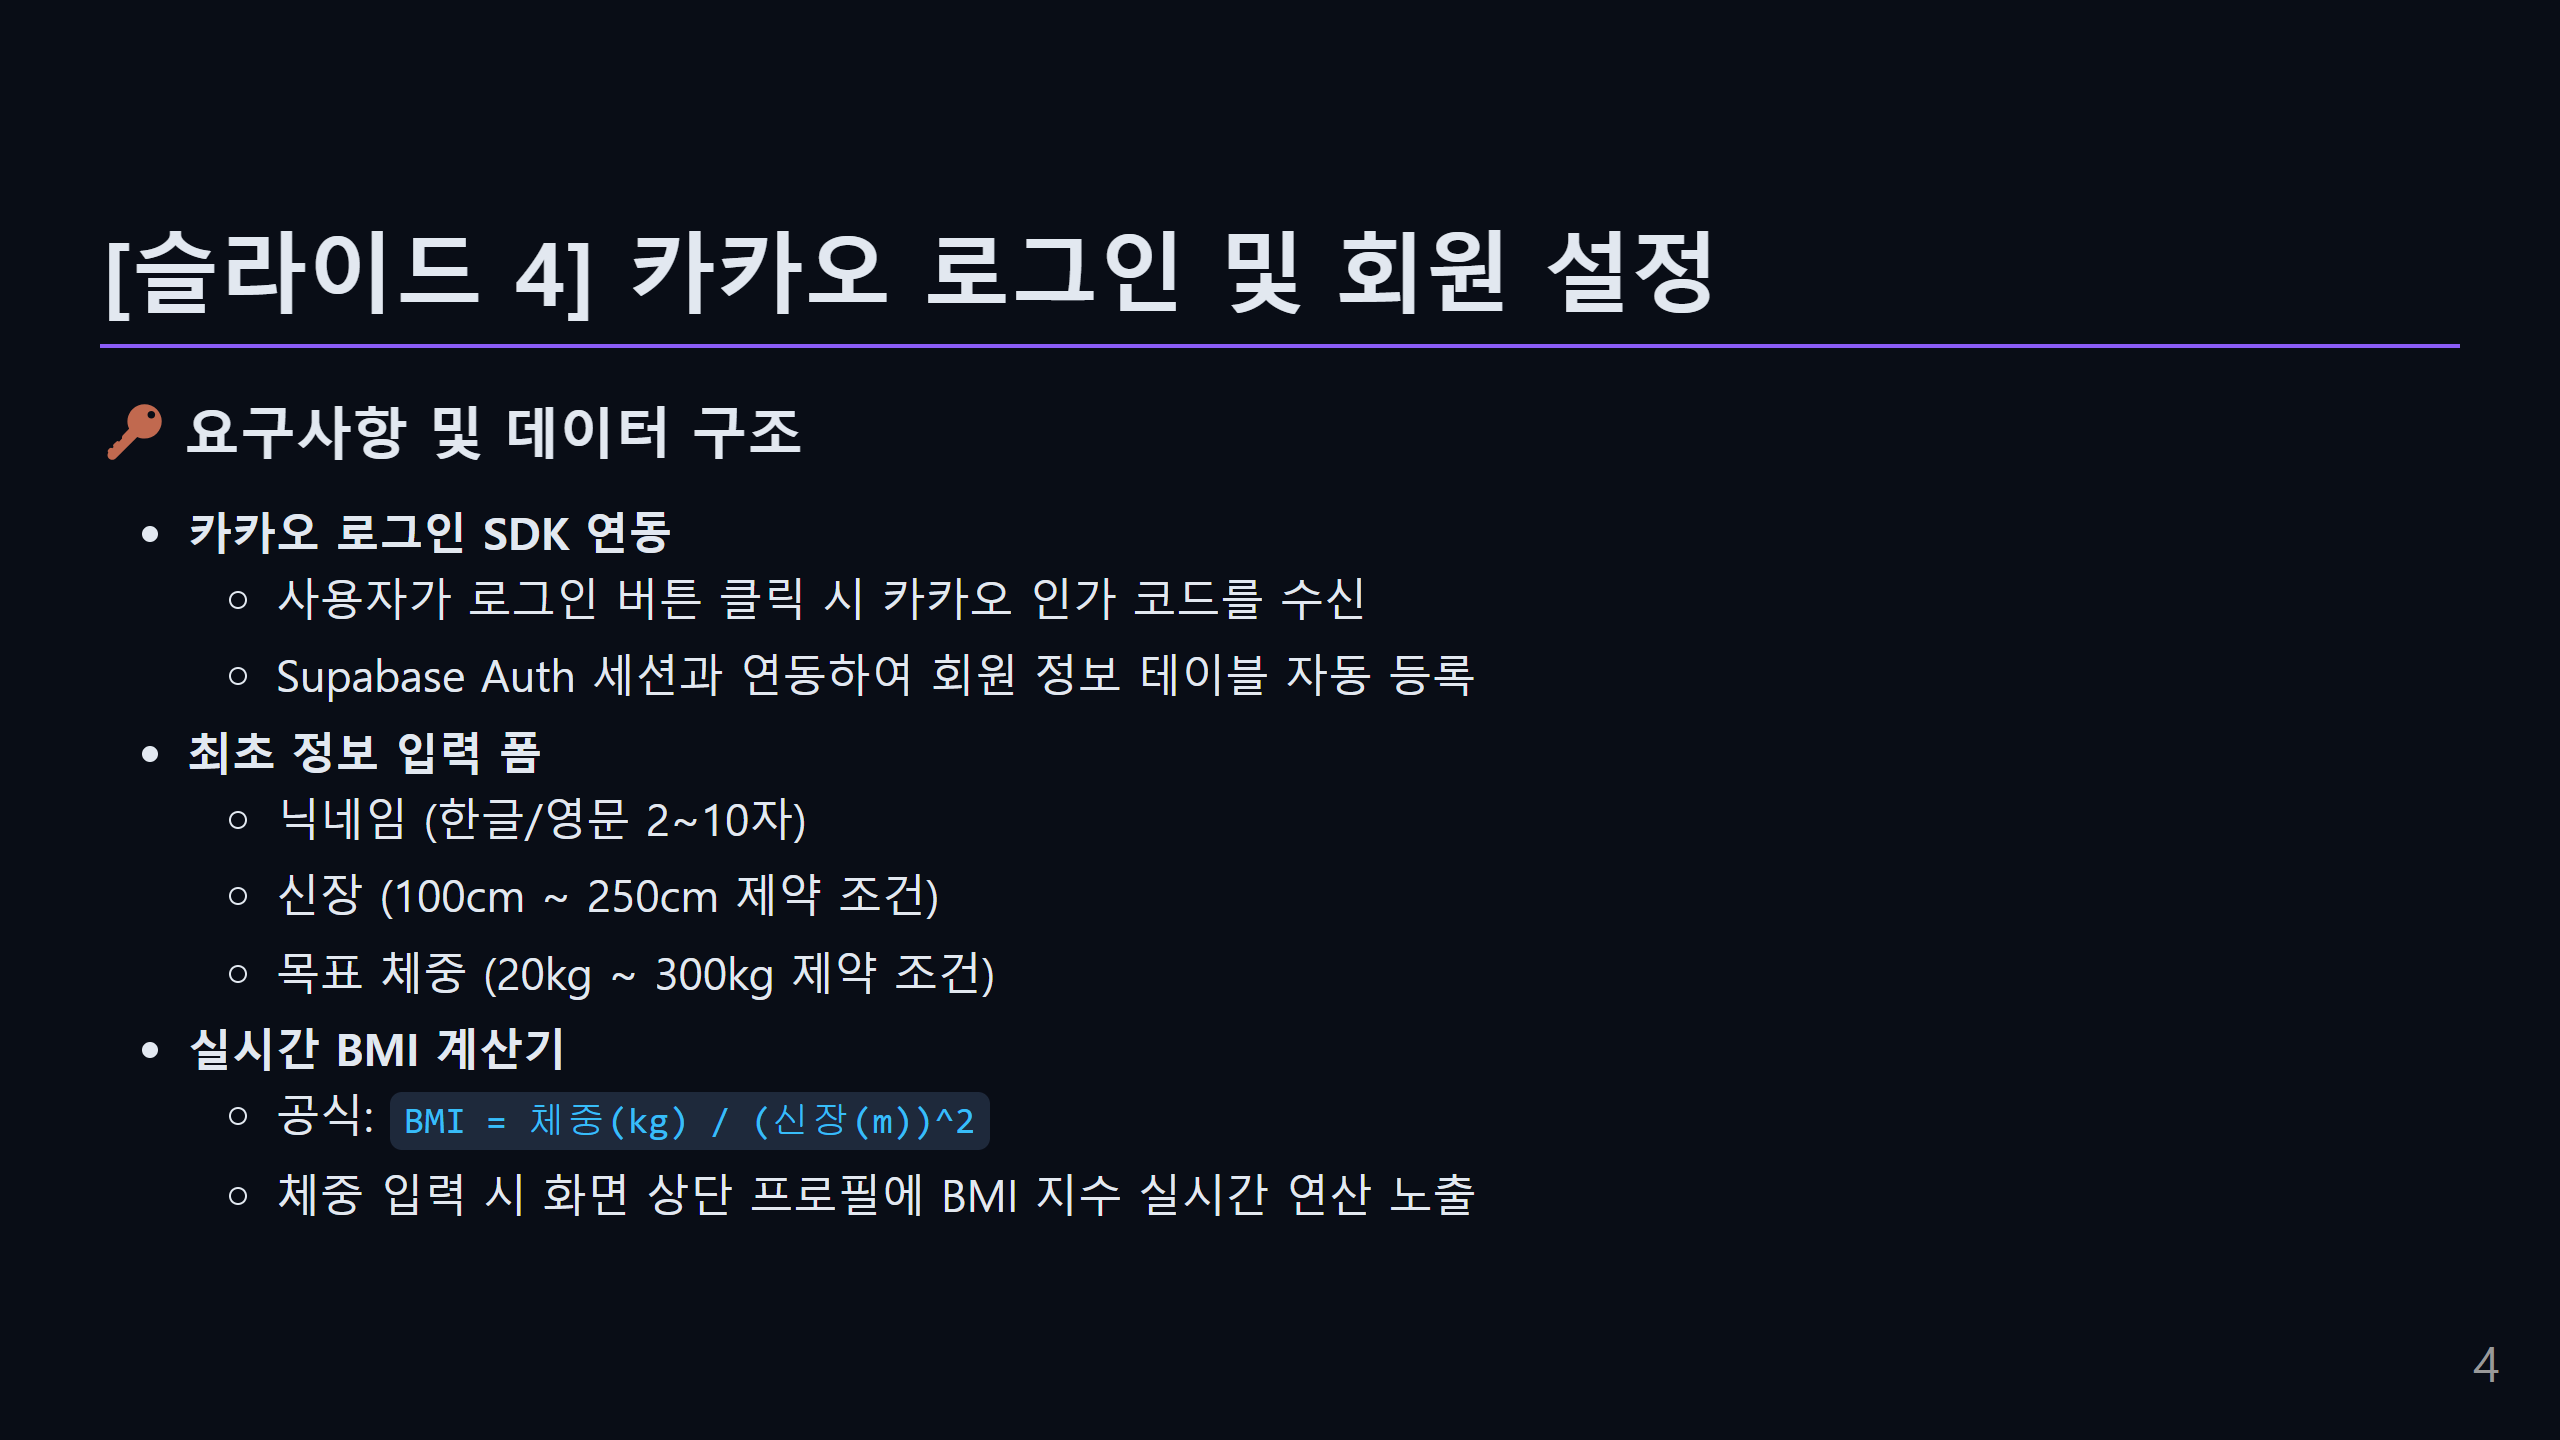 [슬라이드 4] 카카오 로그인 및 회원 설정
요구사항 및 데이터 구조
카카오 로그인 SDK 연동
사용자가 로그인 버튼 클릭 시 카카오 인가 코드를 수신
Supabase Auth 세션과 연동하여 회원 정보 테이블 자동 등록
최초 정보 입력 폼
닉네임 (한글/영문 2~10자)
신장 (100cm ~ 250cm 제약 조건)
목표 체중 (20kg ~ 300kg 제약 조건)
실시간 BMI 계산기
공식: BMI = 체중(kg) / (신장(m))^2
체중 입력 시 화면 상단 프로필에 BMI 지수 실시간 연산 노출
4